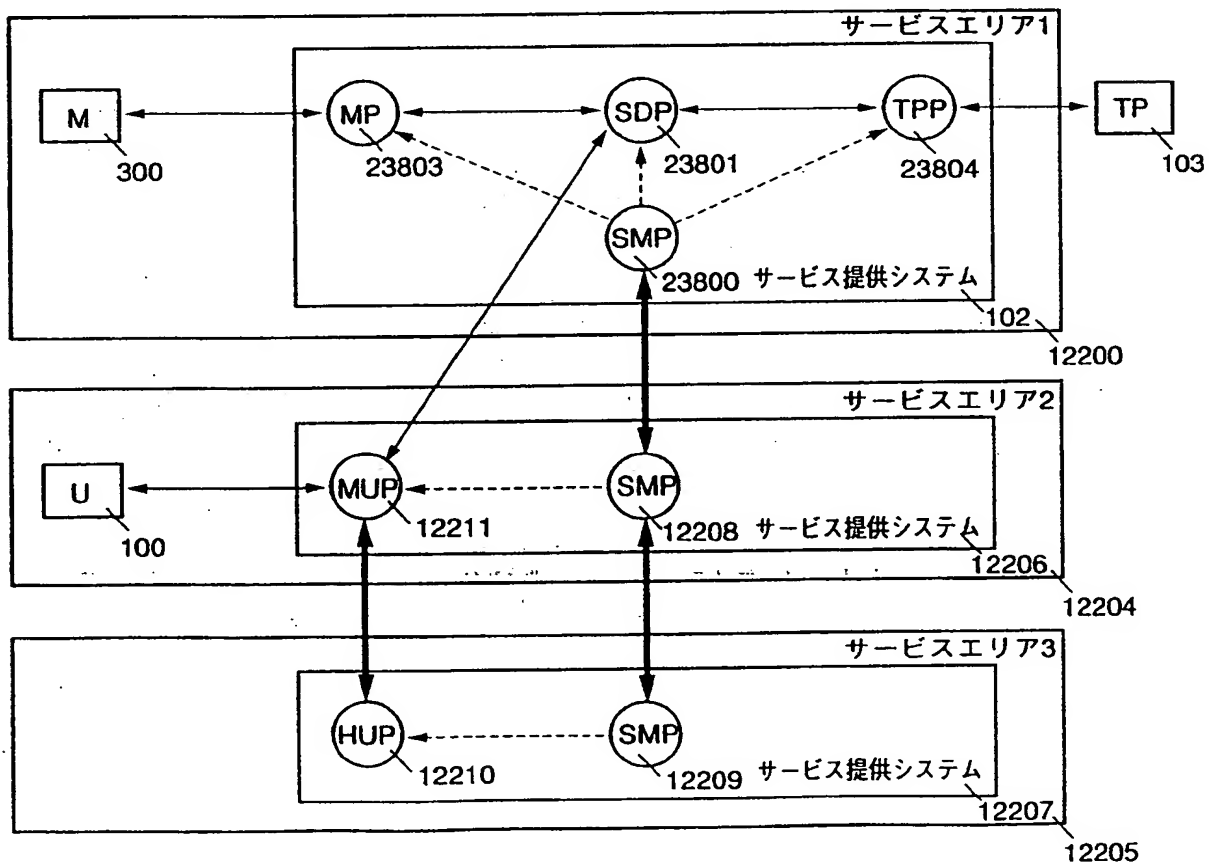 サービスエリア1
M
300
MP
23803
SDP
23801
TPP
23804
TP
103
SMP
23800
サービス提供システム
102
12200
サービスエリア2
U
100
MUP
12211
SMP
12208
サービス提供システム
12206
12204
サービスエリア3
HUP
12210
SMP
12209
サービス提供システム
12207
12205